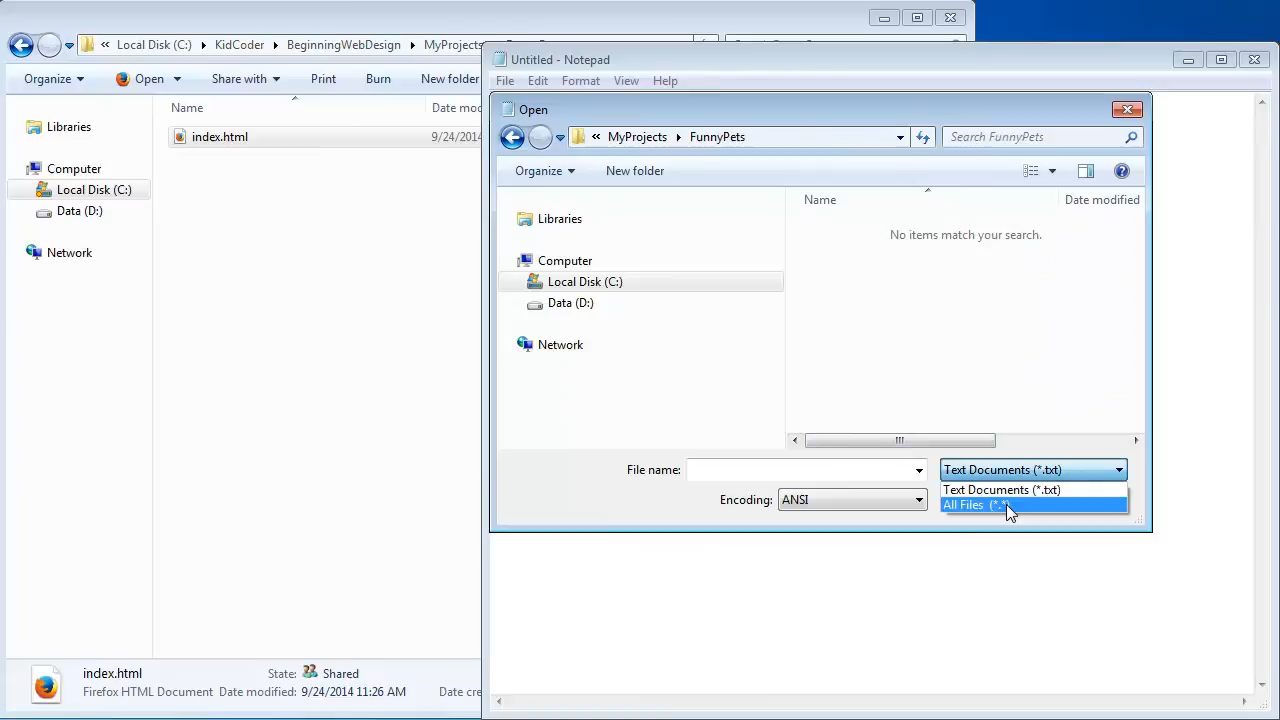 Local Disk (C:) KidCoder BeginningWebDesign MyProjects
Organize Open Share with Print Burn New folder
Name Date mod
Libraries
index.html 9/24/2014
Computer
Local Disk (C:)
Data (D:)
Network
index.html State: Shared
Firefox HTML Document Date modified: 9/24/2014 11:26 AM Date cre
Untitled - Notepad
File Edit Format View Help
Open
MyProjects FunnyPets Search FunnyPets
Organize New folder
Name Date modified
No items match your search.
Libraries
Computer
Local Disk (C:)
Data (D:)
Network
File name: Text Documents (*.txt)
Encoding: ANSI
Text Documents (*.txt)
All Files (*.*)